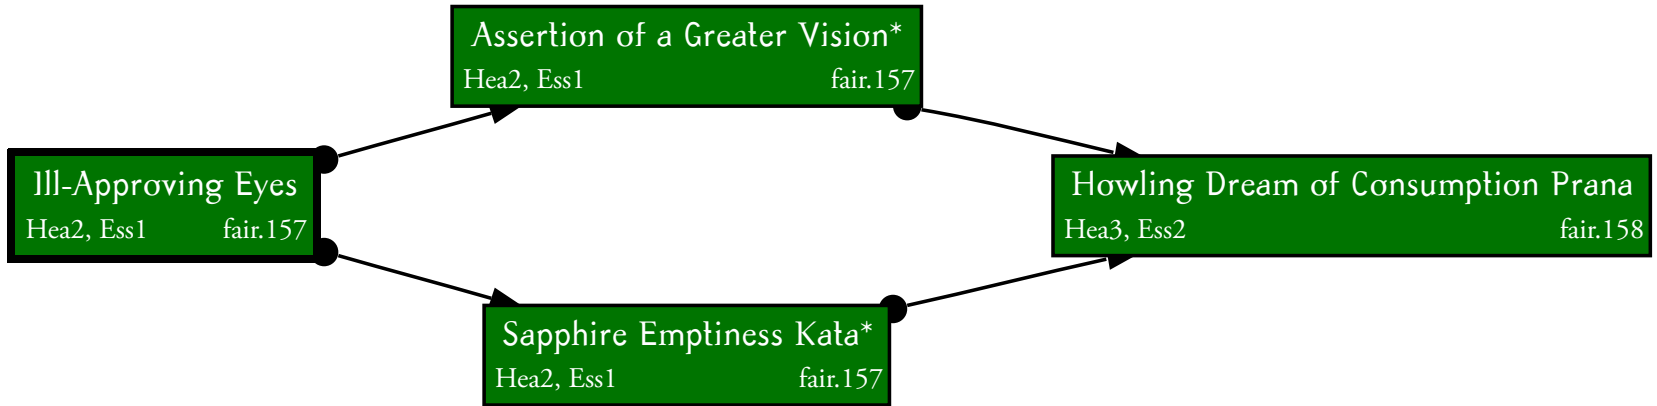 Assertion of a Greater Vision*
Hea2, Ess1 fair.157
Ill-Approving Eyes
Hea2, Ess1 fair.157
Howling Dream of Consumption Prana
Hea3, Ess2 fair.158
Sapphire Emptiness Kata*
Hea2, Ess1 fair.157